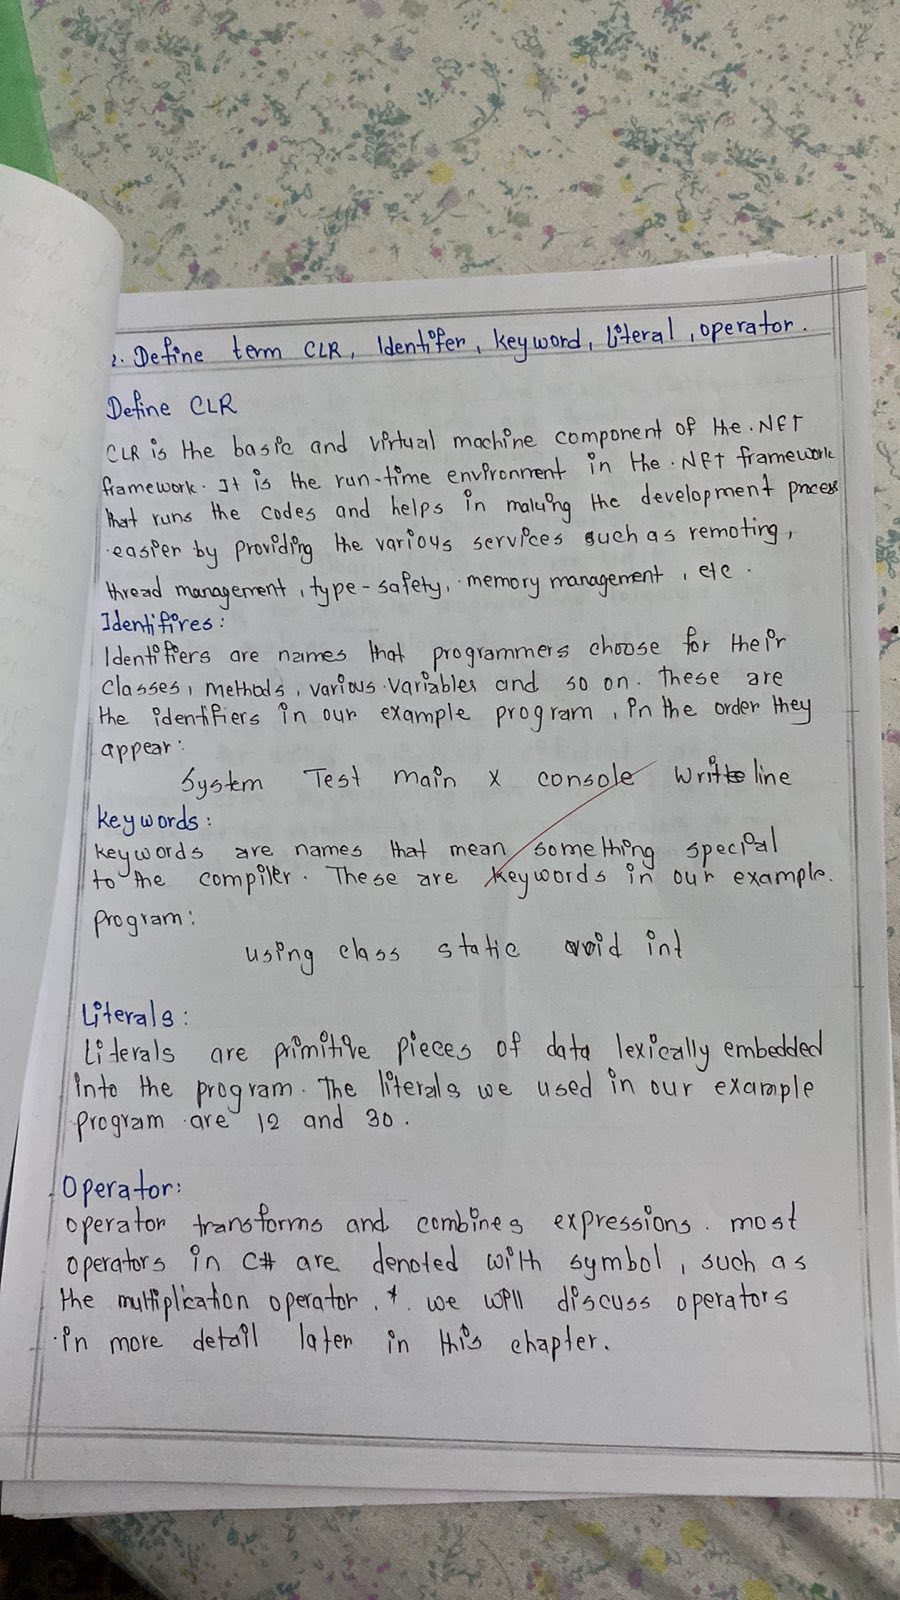 2. Define term CLR, Identifer, keyword, literal, operator.
Define CLR
CLR is the basic and virtual machine component of the .NET
framework. It is the run-time environment in the .NET framework
that runs the codes and helps in making the development process
easier by providing the various services such as remoting,
thread management, type-safety, memory management, etc.
Identifires:
Identifiers are names that programmers choose for their
classes, methods, various variables and so on. These are
the identifiers in our example program, in the order they
appear:
System Test main x console writeline
keywords:
keywords are names that mean something special
to the compiler. These are keywords in our example.
program:
using class static void int
Literals:
Literals are primitive pieces of data lexically embedded
into the program. The literals we used in our example
program are 12 and 30.
Operator:
operator transforms and combines expressions. most
operators in C# are denoted with symbol, such as
the multiplication operator, *. we will discuss operators
in more detail later in this chapter.